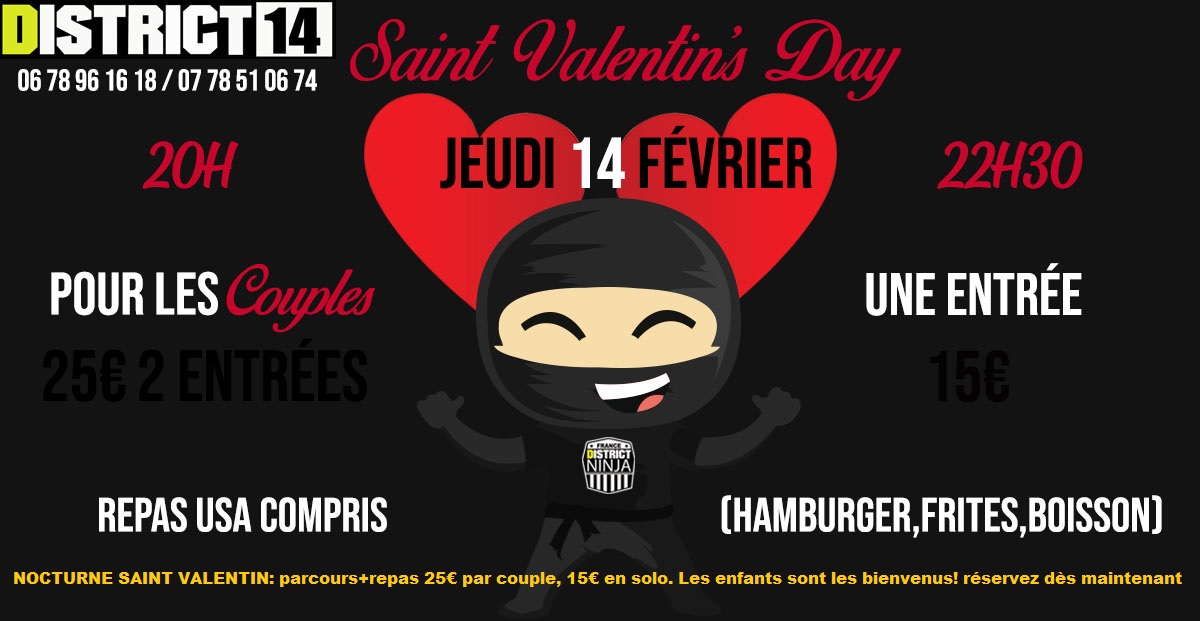 DISTRICT 14
06 78 96 16 18 / 07 78 51 06 74
Saint Valentin's Day
JEUDI 14 FÉVRIER
20H
22H30
POUR LES Couples
25€ 2 ENTRÉES
UNE ENTRÉE
15€
FRANCE
DISTRICT
NINJA
REPAS USA COMPRIS
(HAMBURGER,FRITES,BOISSON)
NOCTURNE SAINT VALENTIN: parcours+repas 25€ par couple, 15€ en solo. Les enfants sont les bienvenus! réservez dès maintenant